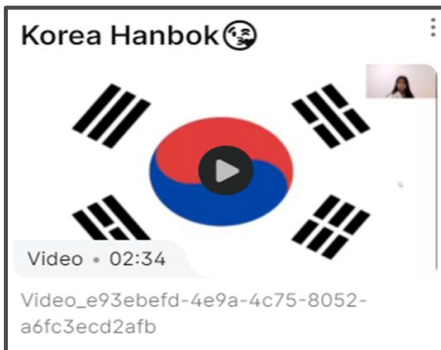 Korea Hanbok😘
Video • 02:34
Video_e93ebefd-4e9a-4c75-8052-
a6fc3ecd2afb